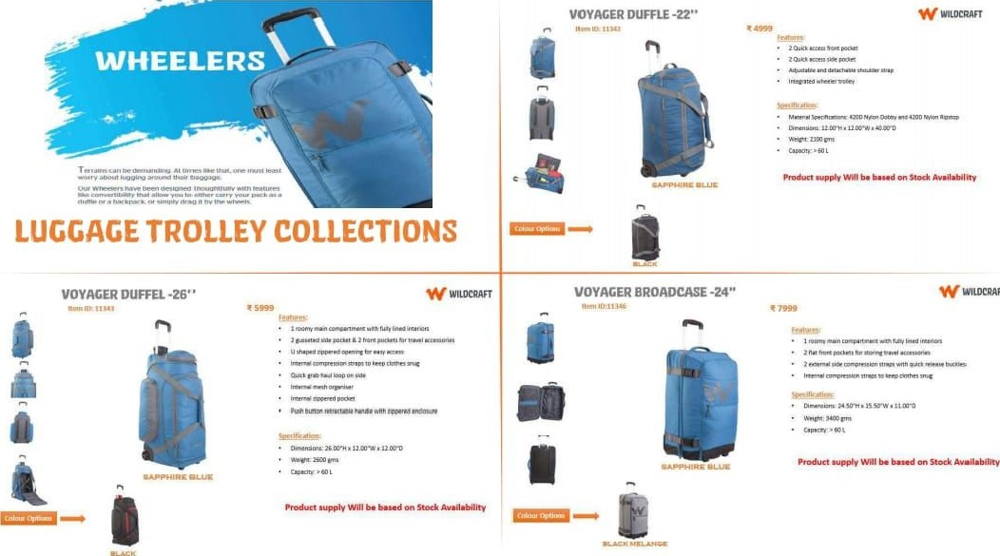 WHEELERS
Terrains can be demanding. At times like that, one must least
worry about lugging around their baggage.
Our Wheelers have been designed thoughtfully with features
like convertibility that allow you to either carry your pack as a
duffle or a backpack, or simply drag it by the wheels.
LUGGAGE TROLLEY COLLECTIONS
VOYAGER DUFFLE -22"
WILDCRAFT
Item ID: 11342
₹ 4999
Features:
• 2 Quick access front pocket
• 2 Quick access side pocket
• Adjustable and detachable shoulder strap
• Integrated wheeler trolley
Specification:
• Material Specifications: 420D Nylon Dobby and 420D Nylon Ripstop
• Dimensions: 12.00"H x 12.00"W x 40.00"D
• Weight: 2100 gms
• Capacity: > 60 L
Product supply Will be based on Stock Availability
SAPPHIRE BLUE
Colour Options
BLACK
VOYAGER DUFFEL -26''
WILDCRAFT
Item ID: 11343
₹ 5999
Features:
• 1 roomy main compartment with fully lined interiors
• 2 gusseted side pocket & 2 front pockets for travel accessories
• U shaped zippered opening for easy access
• Internal compression straps to keep clothes snug
• Quick grab haul loop on side
• Internal mesh organiser
• Internal zippered pocket
• Push button retractable handle with zippered enclosure
Specification:
• Dimensions: 26.00"H x 12.00"W x 12.00"D
• Weight: 2600 gms
• Capacity: > 60 L
SAPPHIRE BLUE
Product supply Will be based on Stock Availability
Colour Options
BLACK
VOYAGER BROADCASE -24"
WILDCRAF
Item ID:11346
₹ 7999
Features:
• 1 roomy main compartment with fully lined interiors
• 2 flat front pockets for storing travel accessories
• 2 external side compression straps with quick release buckles
• Internal compression straps to keep clothes snug
Specification:
• Dimensions: 24.50"H x 15.50"W x 11.00"D
• Weight: 3400 gms
• Capacity: > 60 L
Product supply Will be based on Stock Availability
SAPPHIRE BLUE
Colour Options
BLACK MELANGE